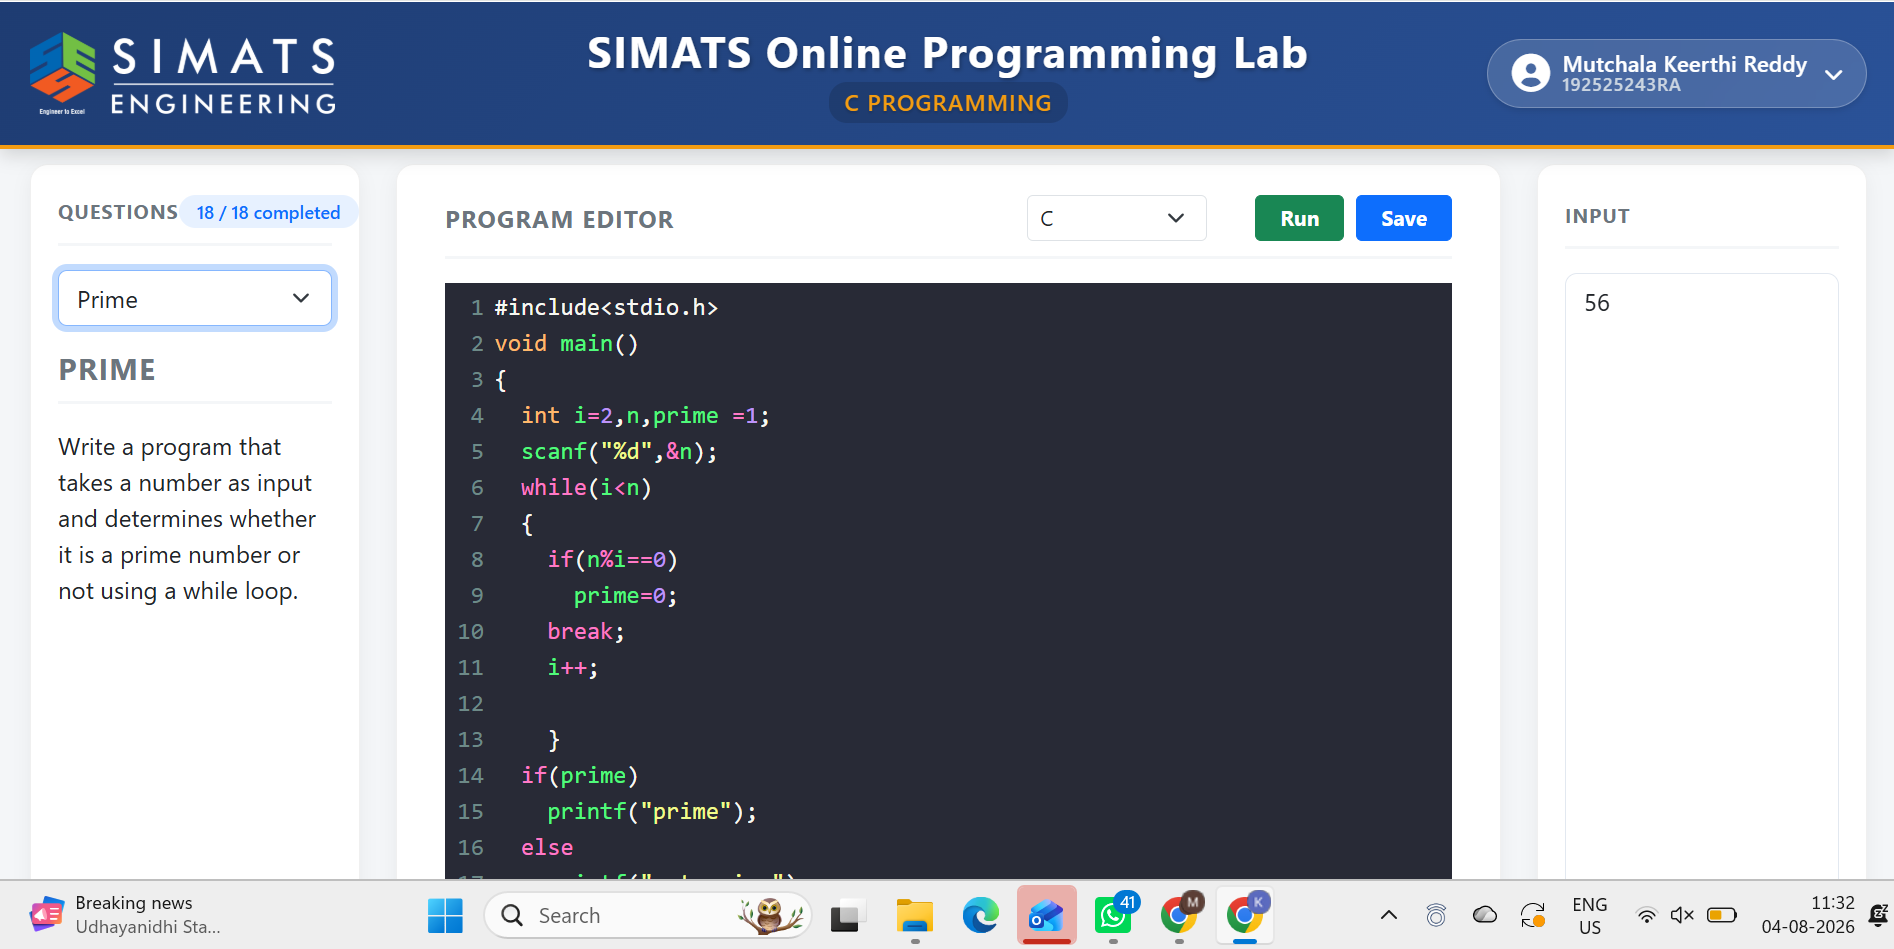 SIMATS
ENGINEERING
Engineer to Excel
SIMATS Online Programming Lab
C PROGRAMMING
Mutchala Keerthi Reddy
192525243RA
QUESTIONS
18 / 18 completed
Prime
PRIME
Write a program that
takes a number as input
and determines whether
it is a prime number or
not using a while loop.
PROGRAM EDITOR
C
Run
Save
1 #include<stdio.h>
2 void main()
3 {
4 int i=2,n,prime =1;
5 scanf("%d",&n);
6 while(i<n)
7 {
8 if(n%i==0)
9 prime=0;
10 break;
11 i++;
12
13 }
14 if(prime)
15 printf("prime");
16 else
INPUT
56
Breaking news
Udhayanidhi Sta...
Search
41
M
K
ENG
US
11:32
04-08-2026